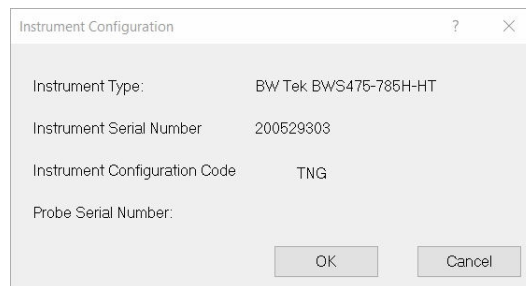 Instrument Configuration ? ×
Instrument Type: BW Tek BWS475-785H-HT
Instrument Serial Number 200529303
Instrument Configuration Code TNG
Probe Serial Number:
OK Cancel